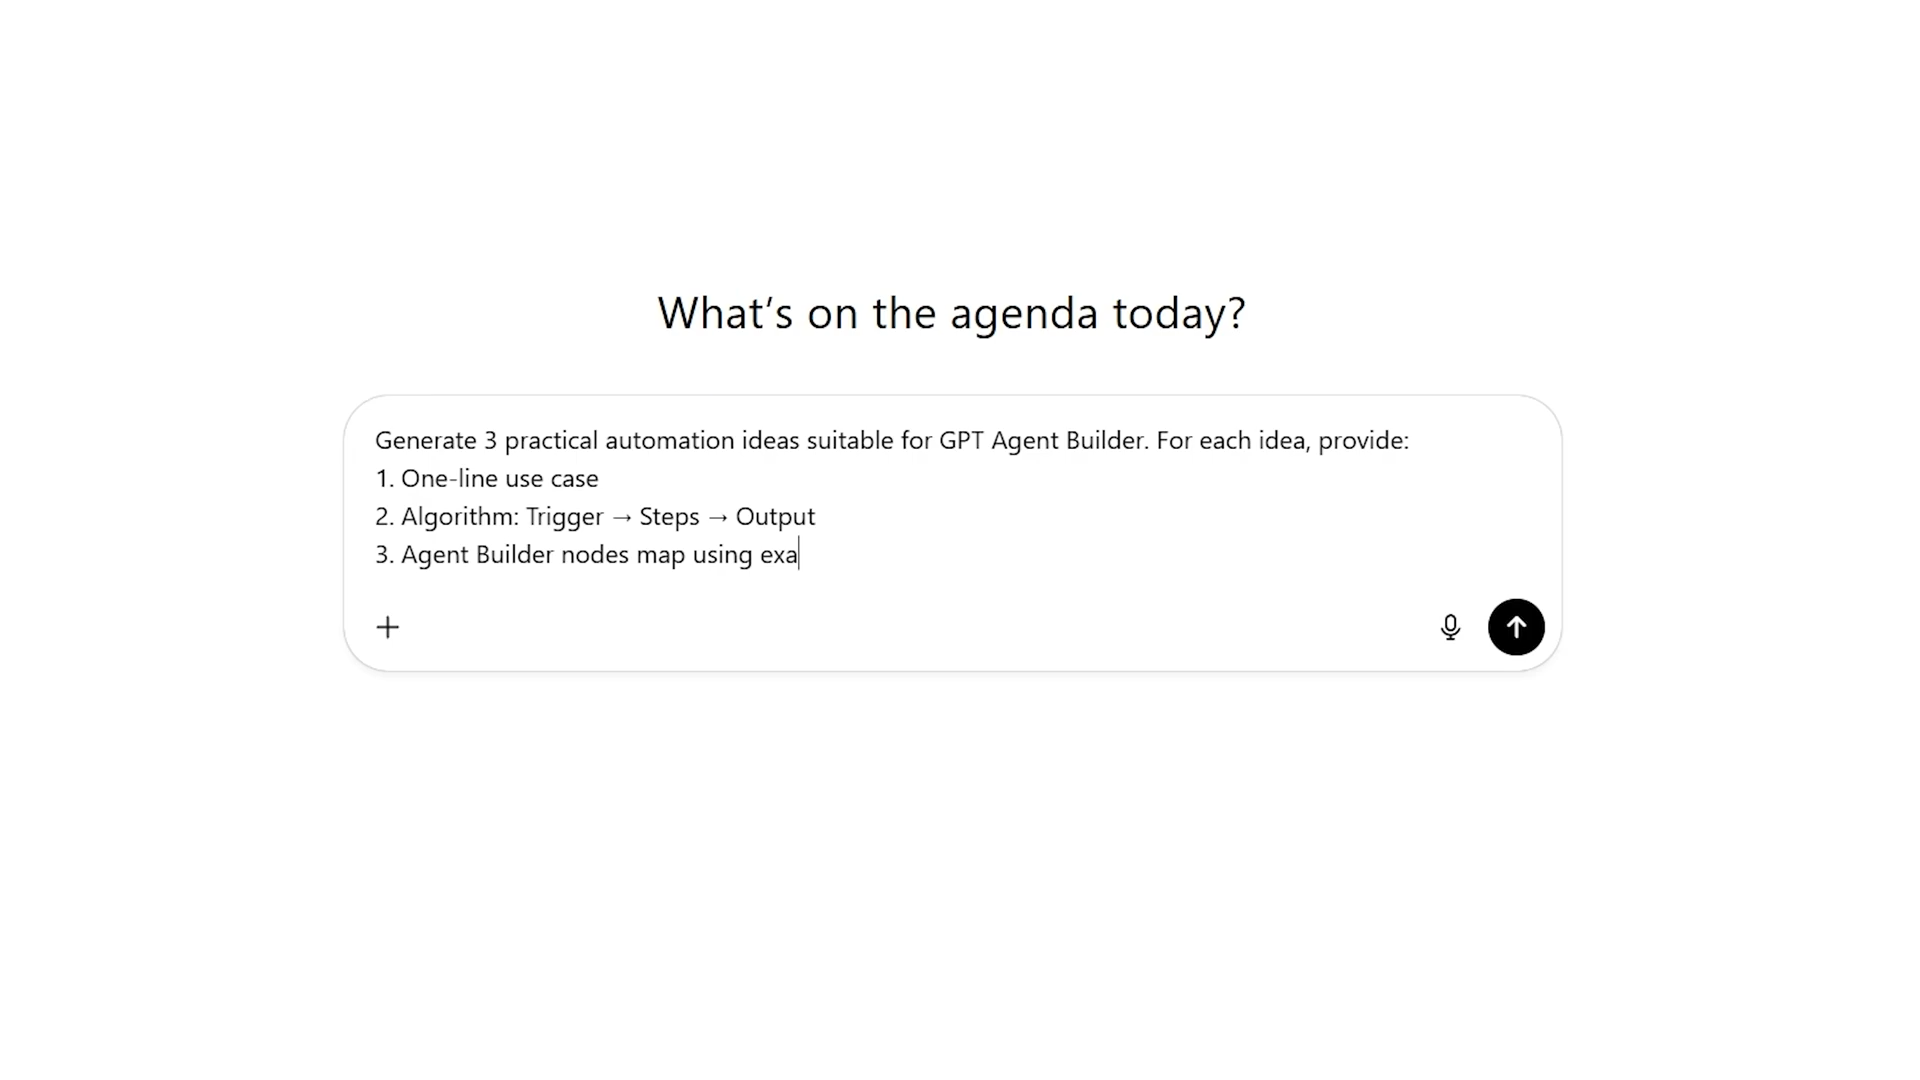 What's on the agenda today?
Generate 3 practical automation ideas suitable for GPT Agent Builder. For each idea, provide:
1. One-line use case
2. Algorithm: Trigger → Steps → Output
3. Agent Builder nodes map using exa